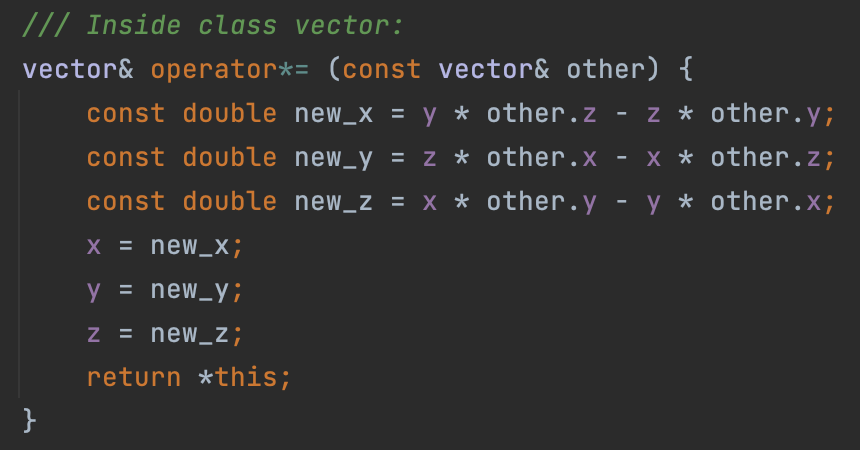 /// Inside class vector:
vector& operator*= (const vector& other) {
    const double new_x = y * other.z - z * other.y;
    const double new_y = z * other.x - x * other.z;
    const double new_z = x * other.y - y * other.x;
    x = new_x;
    y = new_y;
    z = new_z;
    return *this;
}